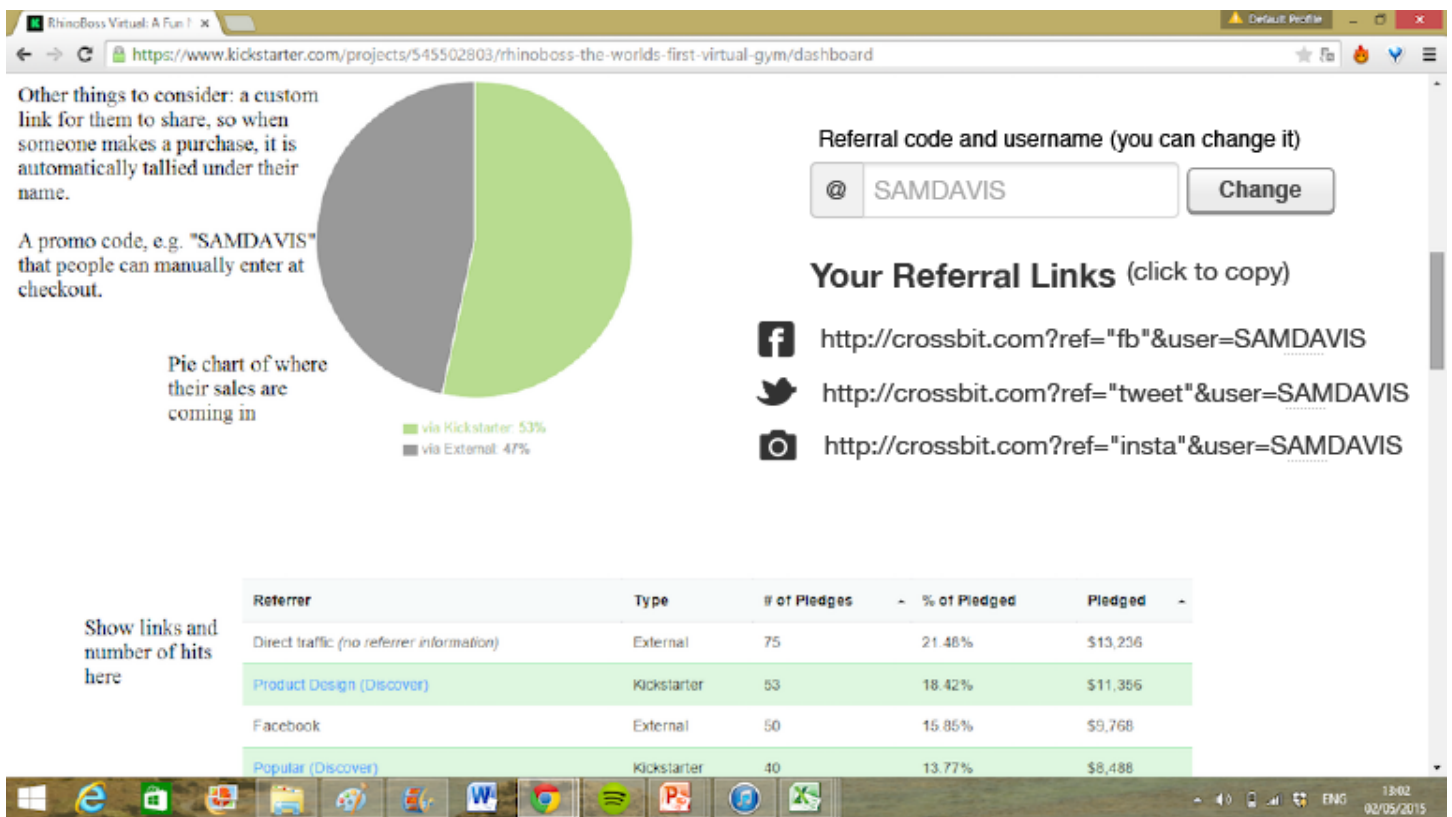 RhinoBoss Virtual: A Fun
Default Profile
https://www.kickstarter.com/projects/545502803/rhinoboss-the-worlds-first-virtual-gym/dashboard
Other things to consider: a custom
link for them to share, so when
someone makes a purchase, it is
automatically tallied under their
name.
A promo code, e.g. "SAMDAVIS"
that people can manually enter at
checkout.
Pie chart of where
their sales are
coming in
via Kickstarter: 53%
via External: 47%
Referral code and username (you can change it)
@ SAMDAVIS Change
Your Referral Links (click to copy)
http://crossbit.com?ref="fb"&user=SAMDAVIS
http://crossbit.com?ref="tweet"&user=SAMDAVIS
http://crossbit.com?ref="insta"&user=SAMDAVIS
Show links and
number of hits
here
Referrer Type # of Pledges % of Pledged Pledged
Direct traffic (no referrer information) External 75 21.48% $13,236
Product Design (Discover) Kickstarter 53 18.42% $11,356
Facebook External 50 15.85% $9,768
Popular (Discover) Kickstarter 40 13.77% $8,488
ENG
13:02
02/05/2015